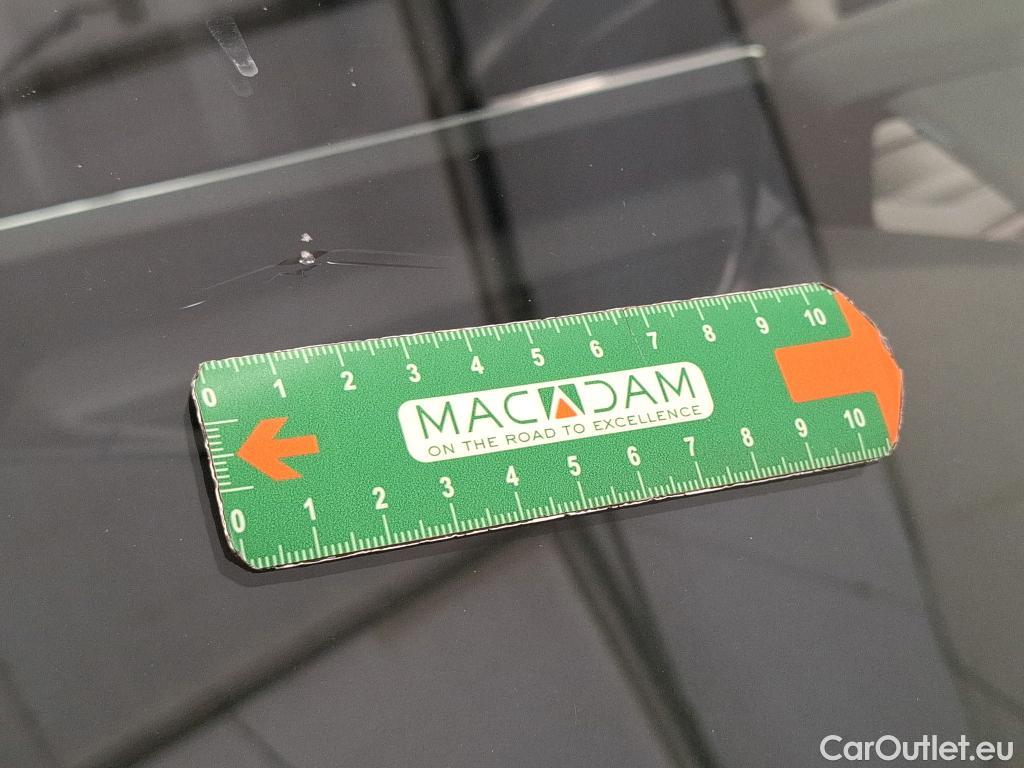 0 1 2 3 4 5 6 7 8 9 10
MACADAM
ON THE ROAD TO EXCELLENCE
0 1 2 3 4 5 6 7 8 9 10
CarOutlet.eu